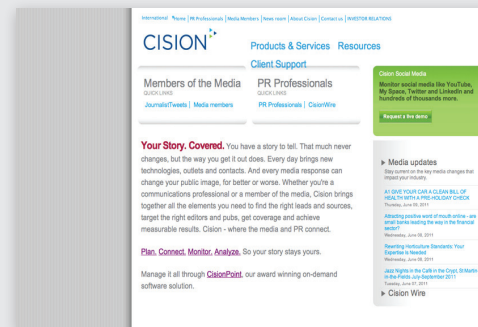 International Home | PR Professionals | Media Members | News room | About Cision | Contact us | INVESTOR RELATIONS
CISION
Products & Services Resources
Client Support
Members of the Media
QUICK LINKS
JournalistTweets | Media members
PR Professionals
QUICK LINKS
PR Professionals | CisionWire
Your Story. Covered. You have a story to tell. That much never
changes, but the way you get it out does. Every day brings new
technologies, outlets and contacts. And every media response can
change your public image, for better or worse. Whether you're a
communications professional or a member of the media, Cision brings
together all the elements you need to find the right leads and sources,
target the right editors and pubs, get coverage and achieve
measurable results. Cision - where the media and PR connect.
Plan, Connect, Monitor, Analyze. So your story stays yours.
Manage it all through CisionPoint, our award winning on-demand
software solution.
Cision Social Media
Monitor social media like YouTube,
My Space, Twitter and LinkedIn and
hundreds of thousands more.
Request a live demo
Media updates
Stay current on the key media changes that
impact your industry.
A1 GIVE YOUR CAR A CLEAN BILL OF
HEALTH WITH A PRE-HOLIDAY CHECK
Thursday, June 09, 2011
Attracting positive word of mouth online - are
small banks leading the way in the financial
sector?
Wednesday, June 08, 2011
Rewriting Horticulture Standards: Your
Expertise is Needed
Wednesday, June 08, 2011
Jazz Nights in the Café in the Crypt, St Martin-
in-the-Fields July-September 2011
Tuesday, June 07, 2011
Cision Wire